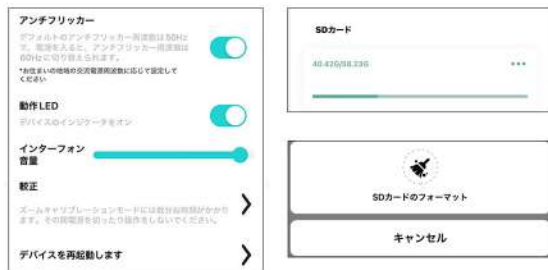 アンチフリッカー
デフォルトのアンチフリッカー周波数は50Hz
で、電源を入ると、アンチフリッカー周波数は
60Hzに切り替えられます。
*お住まいの地域の交流電源周波数に応じて設定して
ください
動作LED
デバイスのインジケータをオン
インターフォン
音量
較正
ズームキャリブレーションモードには数分お時間がかかり
ます。その間電源を切ったり操作をしないでください。
デバイスを再起動します
SDカード
40.42G/58.23G
SDカードのフォーマット
キャンセル